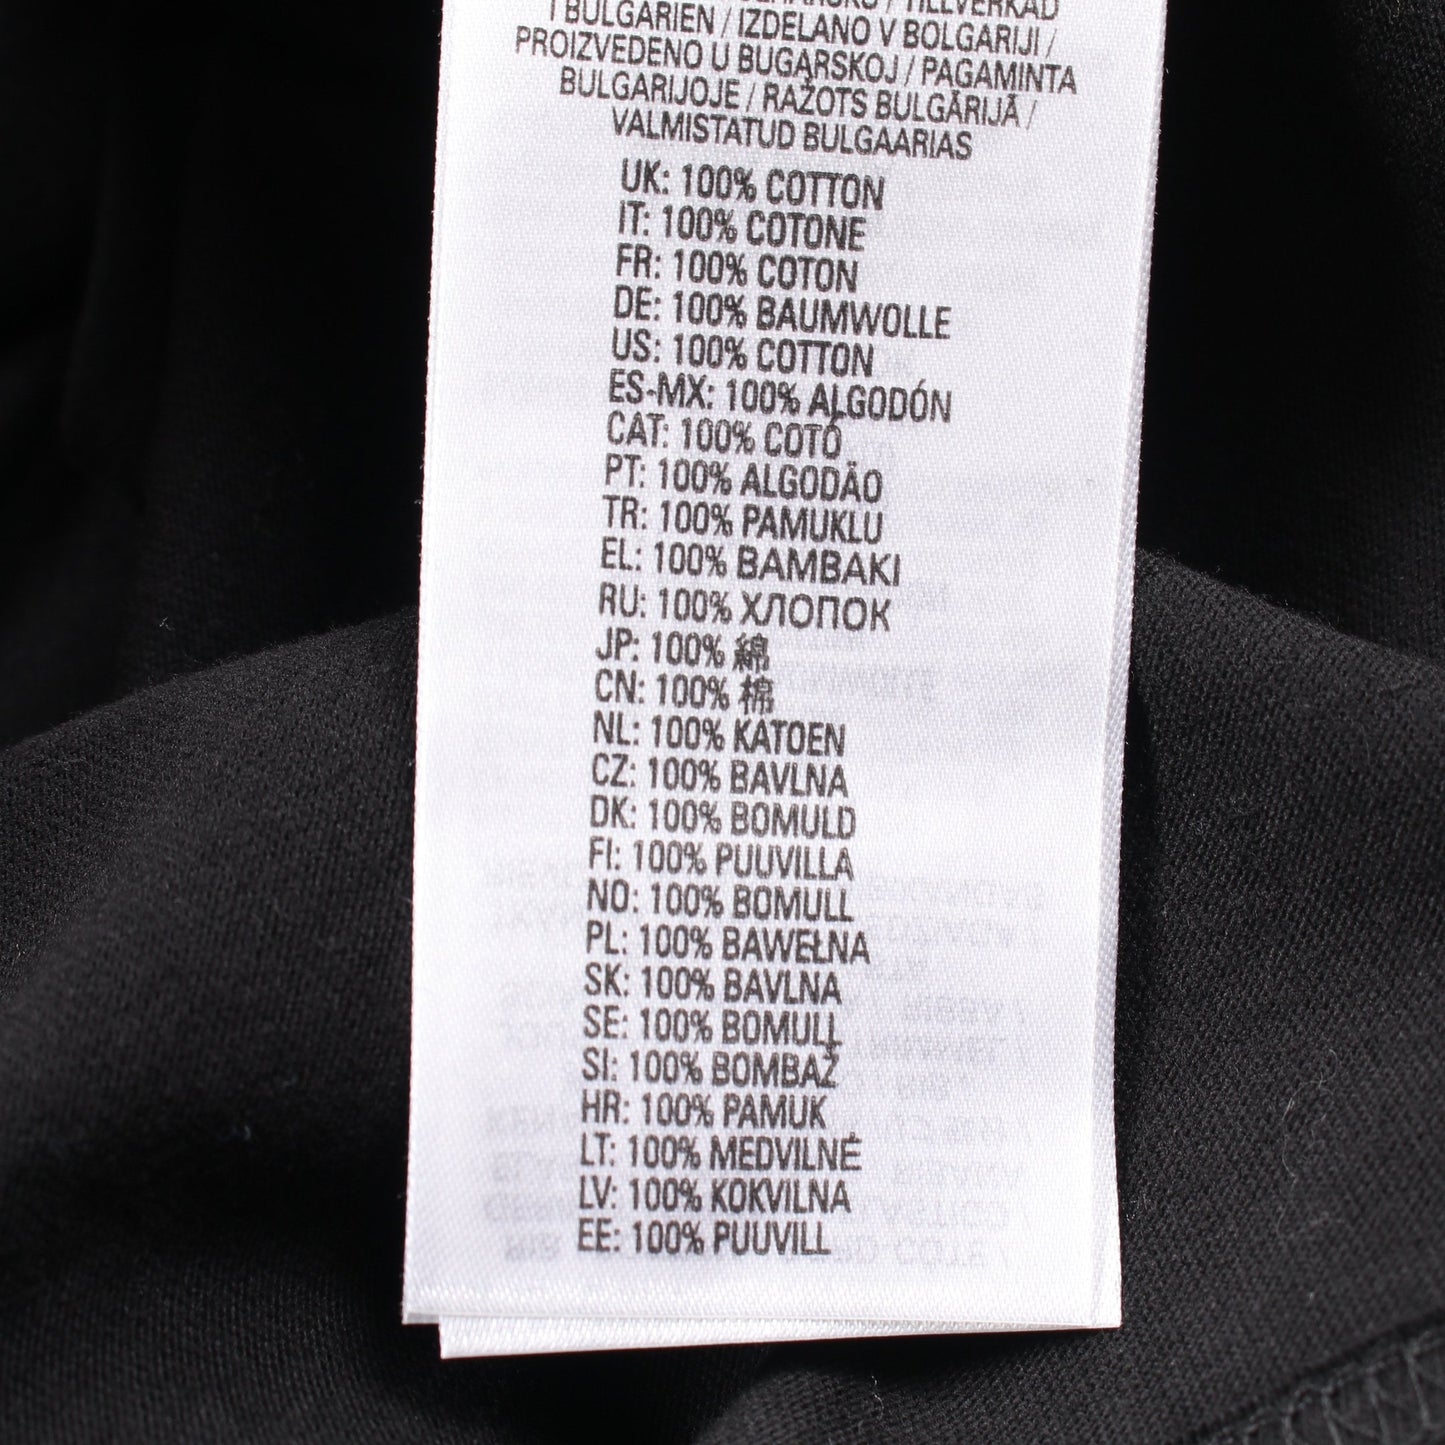 / TILLVERKAD
I BULGARIEN / IZDELANO V BOLGARIJI /
PROIZVEDENO U BUGARSKOJ / PAGAMINTA
BULGARIJOJE / RAŽOTS BULGĀRIJĀ /
VALMISTATUD BULGAARIAS
UK: 100% COTTON
IT: 100% COTONE
FR: 100% COTON
DE: 100% BAUMWOLLE
US: 100% COTTON
ES-MX: 100% ALGODÓN
CAT: 100% COTÓ
PT: 100% ALGODÃO
TR: 100% PAMUKLU
EL: 100% BAMBAKI
RU: 100% ХЛОПОК
JP: 100% 綿
CN: 100% 棉
NL: 100% KATOEN
CZ: 100% BAVLNA
DK: 100% BOMULD
FI: 100% PUUVILLA
NO: 100% BOMULL
PL: 100% BAWEŁNA
SK: 100% BAVLNA
SE: 100% BOMULL
SI: 100% BOMBAŽ
HR: 100% PAMUK
LT: 100% MEDVILNĖ
LV: 100% KOKVILNA
EE: 100% PUUVILL